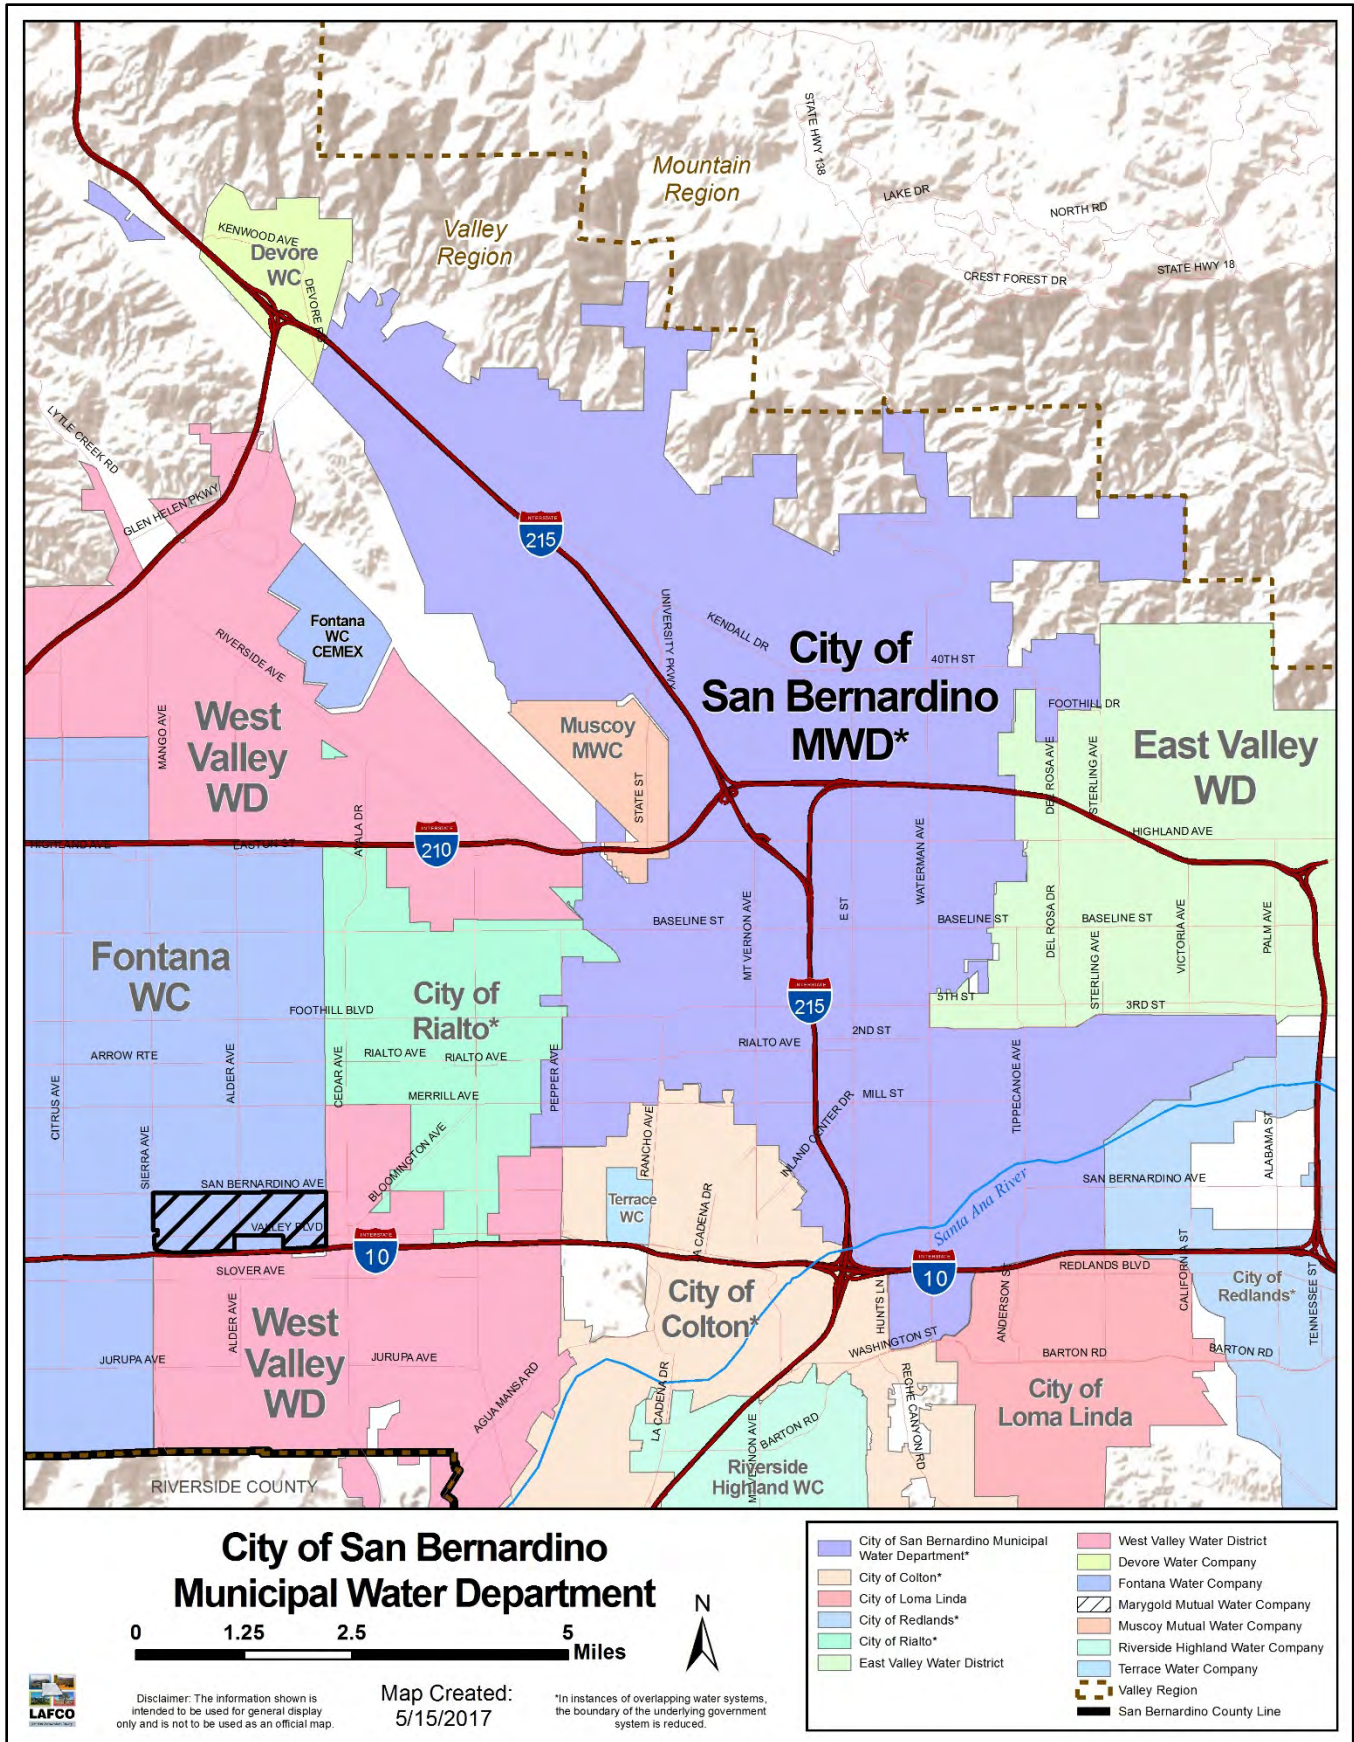 STATE HWY 138
Mountain
Region
LAKE DR
NORTH RD
Valley
Region
KENWOOD AVE
Devore
WC
DEVORE RD
CREST FOREST DR
STATE HWY 18
LYTLE CREEK RD
GLEN HELEN PKWY
INTERSTATE
215
Fontana
WC
CEMEX
RIVERSIDE AVE
UNIVERSITY PKWY
KENDALL DR
City of
San Bernardino
MWD*
40TH ST
FOOTHILL DR
West
Valley
WD
MANGO AVE
Muscoy
MWC
STATE ST
DEL ROSA AVE
STERLING AVE
East Valley
WD
HIGHLAND AVE
EASTON ST
AYALA DR
INTERSTATE
210
HIGHLAND AVE
WATERMAN AVE
E ST
MT VERNON AVE
BASELINE ST
BASELINE ST
DEL ROSA DR
BASELINE ST
STERLING AVE
VICTORIA AVE
PALM AVE
Fontana
WC
City of
Rialto*
FOOTHILL BLVD
INTERSTATE
215
5TH ST
3RD ST
2ND ST
ARROW RTE
RIALTO AVE
RIALTO AVE
RIALTO AVE
CITRUS AVE
ALDER AVE
CEDAR AVE
PEPPER AVE
MERRILL AVE
MILL ST
TIPPECANOE AVE
SIERRA AVE
BLOOMINGTON AVE
RANCHO AVE
INLAND CENTER DR
ALABAMA ST
SAN BERNARDINO AVE
SAN BERNARDINO AVE
Terrace
WC
LA CADENA DR
Santa Ana River
VALLEY BLVD
INTERSTATE
10
SLOVER AVE
INTERSTATE
10
REDLANDS BLVD
CALIFORNIA ST
TENNESSEE ST
City of
Redlands*
City of
Colton*
HUNTS LN
ANDERSON ST
West
Valley
WD
ALDER AVE
JURUPA AVE
JURUPA AVE
WASHINGTON ST
BARTON RD
BARTON RD
AGUA MANSA RD
LA CADENA DR
RECHE CANYON RD
City of
Loma Linda
MT VERNON AVE
BARTON RD
Riverside
Highland WC
RIVERSIDE COUNTY
City of San Bernardino
Municipal Water Department
0 1.25 2.5 5
Miles
N
LAFCO
Disclaimer: The information shown is
intended to be used for general display
only and is not to be used as an official map.
Map Created:
5/15/2017
*In instances of overlapping water systems,
the boundary of the underlying government
system is reduced.
City of San Bernardino Municipal
Water Department*
City of Colton*
City of Loma Linda
City of Redlands*
City of Rialto*
East Valley Water District
West Valley Water District
Devore Water Company
Fontana Water Company
Marygold Mutual Water Company
Muscoy Mutual Water Company
Riverside Highland Water Company
Terrace Water Company
Valley Region
San Bernardino County Line